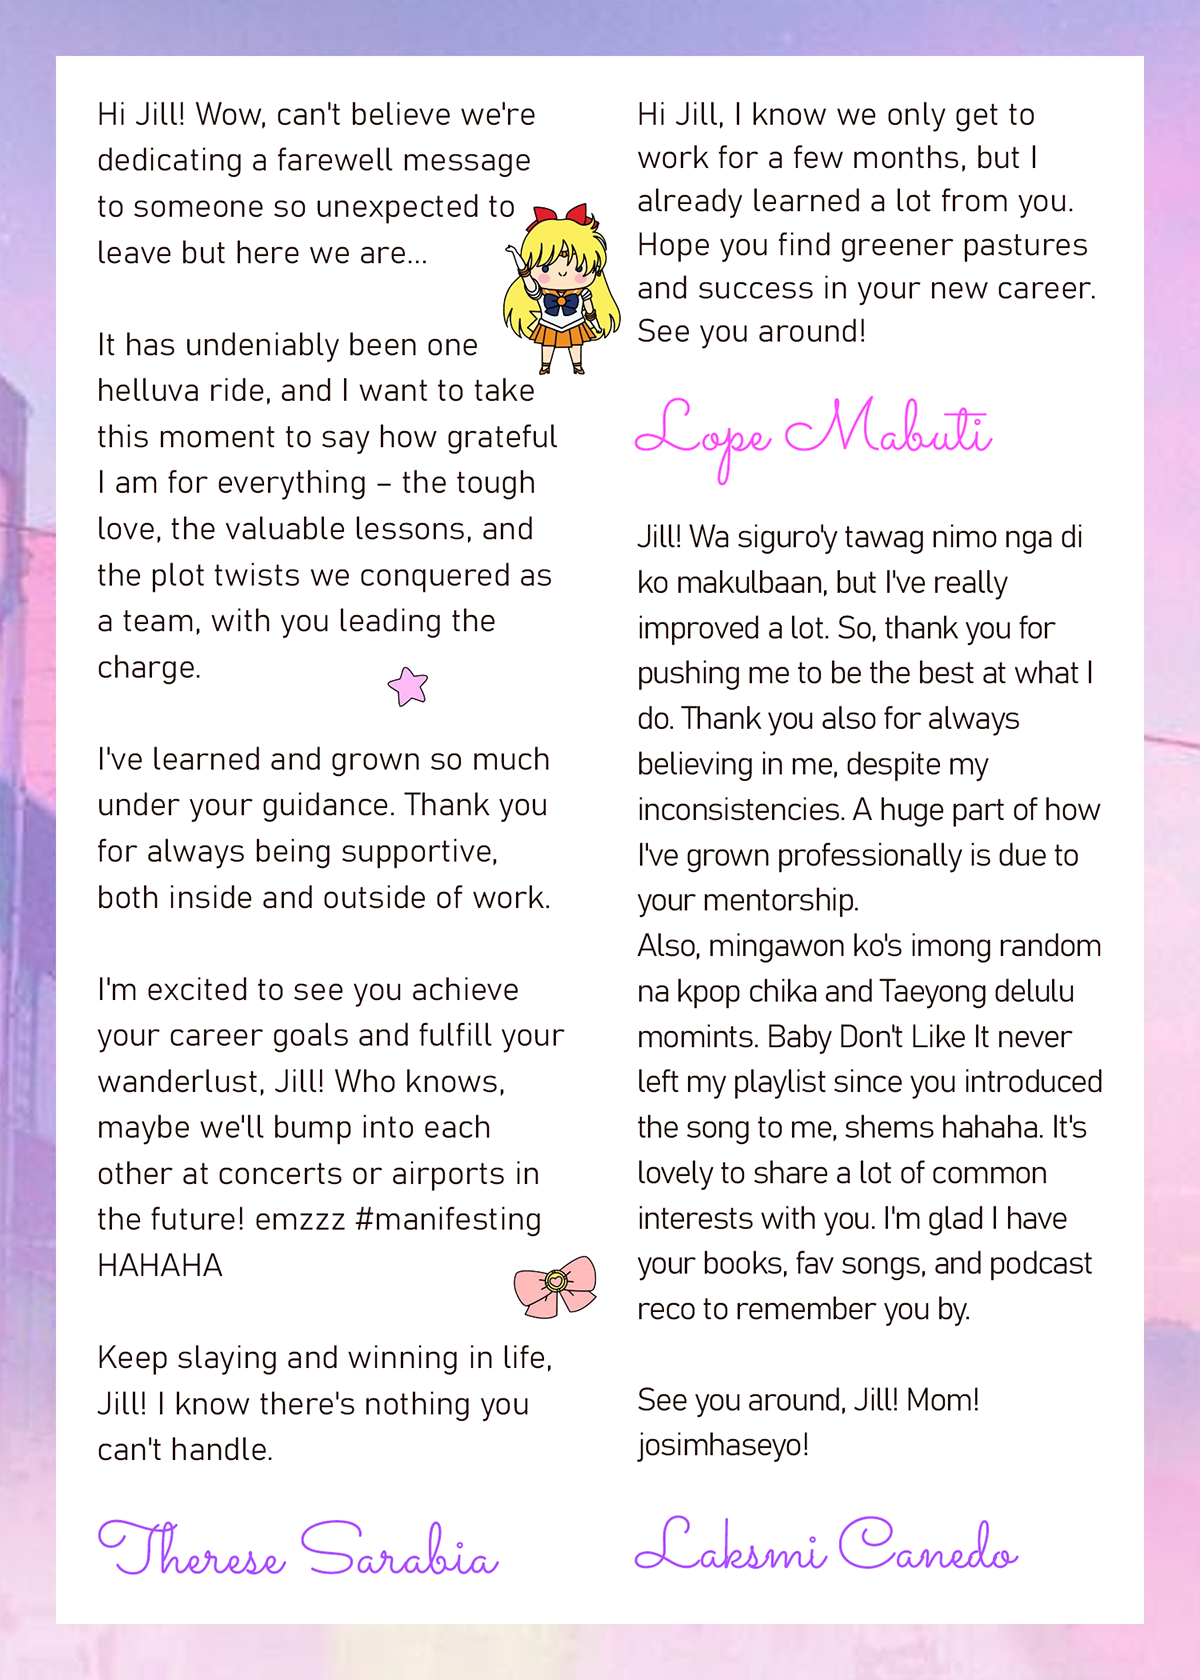 Hi Jill! Wow, can't believe we're
dedicating a farewell message
to someone so unexpected to
leave but here we are...
It has undeniably been one
helluva ride, and I want to take
this moment to say how grateful
I am for everything – the tough
love, the valuable lessons, and
the plot twists we conquered as
a team, with you leading the
charge.
I've learned and grown so much
under your guidance. Thank you
for always being supportive,
both inside and outside of work.
I'm excited to see you achieve
your career goals and fulfill your
wanderlust, Jill! Who knows,
maybe we'll bump into each
other at concerts or airports in
the future! emzzz #manifesting
HAHAHA
Keep slaying and winning in life,
Jill! I know there's nothing you
can't handle.
Therese Sarabia
Hi Jill, I know we only get to
work for a few months, but I
already learned a lot from you.
Hope you find greener pastures
and success in your new career.
See you around!
Lope Mabuti
Jill! Wa siguro'y tawag nimo nga di
ko makulbaan, but I've really
improved a lot. So, thank you for
pushing me to be the best at what I
do. Thank you also for always
believing in me, despite my
inconsistencies. A huge part of how
I've grown professionally is due to
your mentorship.
Also, mingawon ko's imong random
na kpop chika and Taeyong delulu
momints. Baby Don't Like It never
left my playlist since you introduced
the song to me, shems hahaha. It's
lovely to share a lot of common
interests with you. I'm glad I have
your books, fav songs, and podcast
reco to remember you by.
See you around, Jill! Mom!
josimhaseyo!
Laksmi Canedo